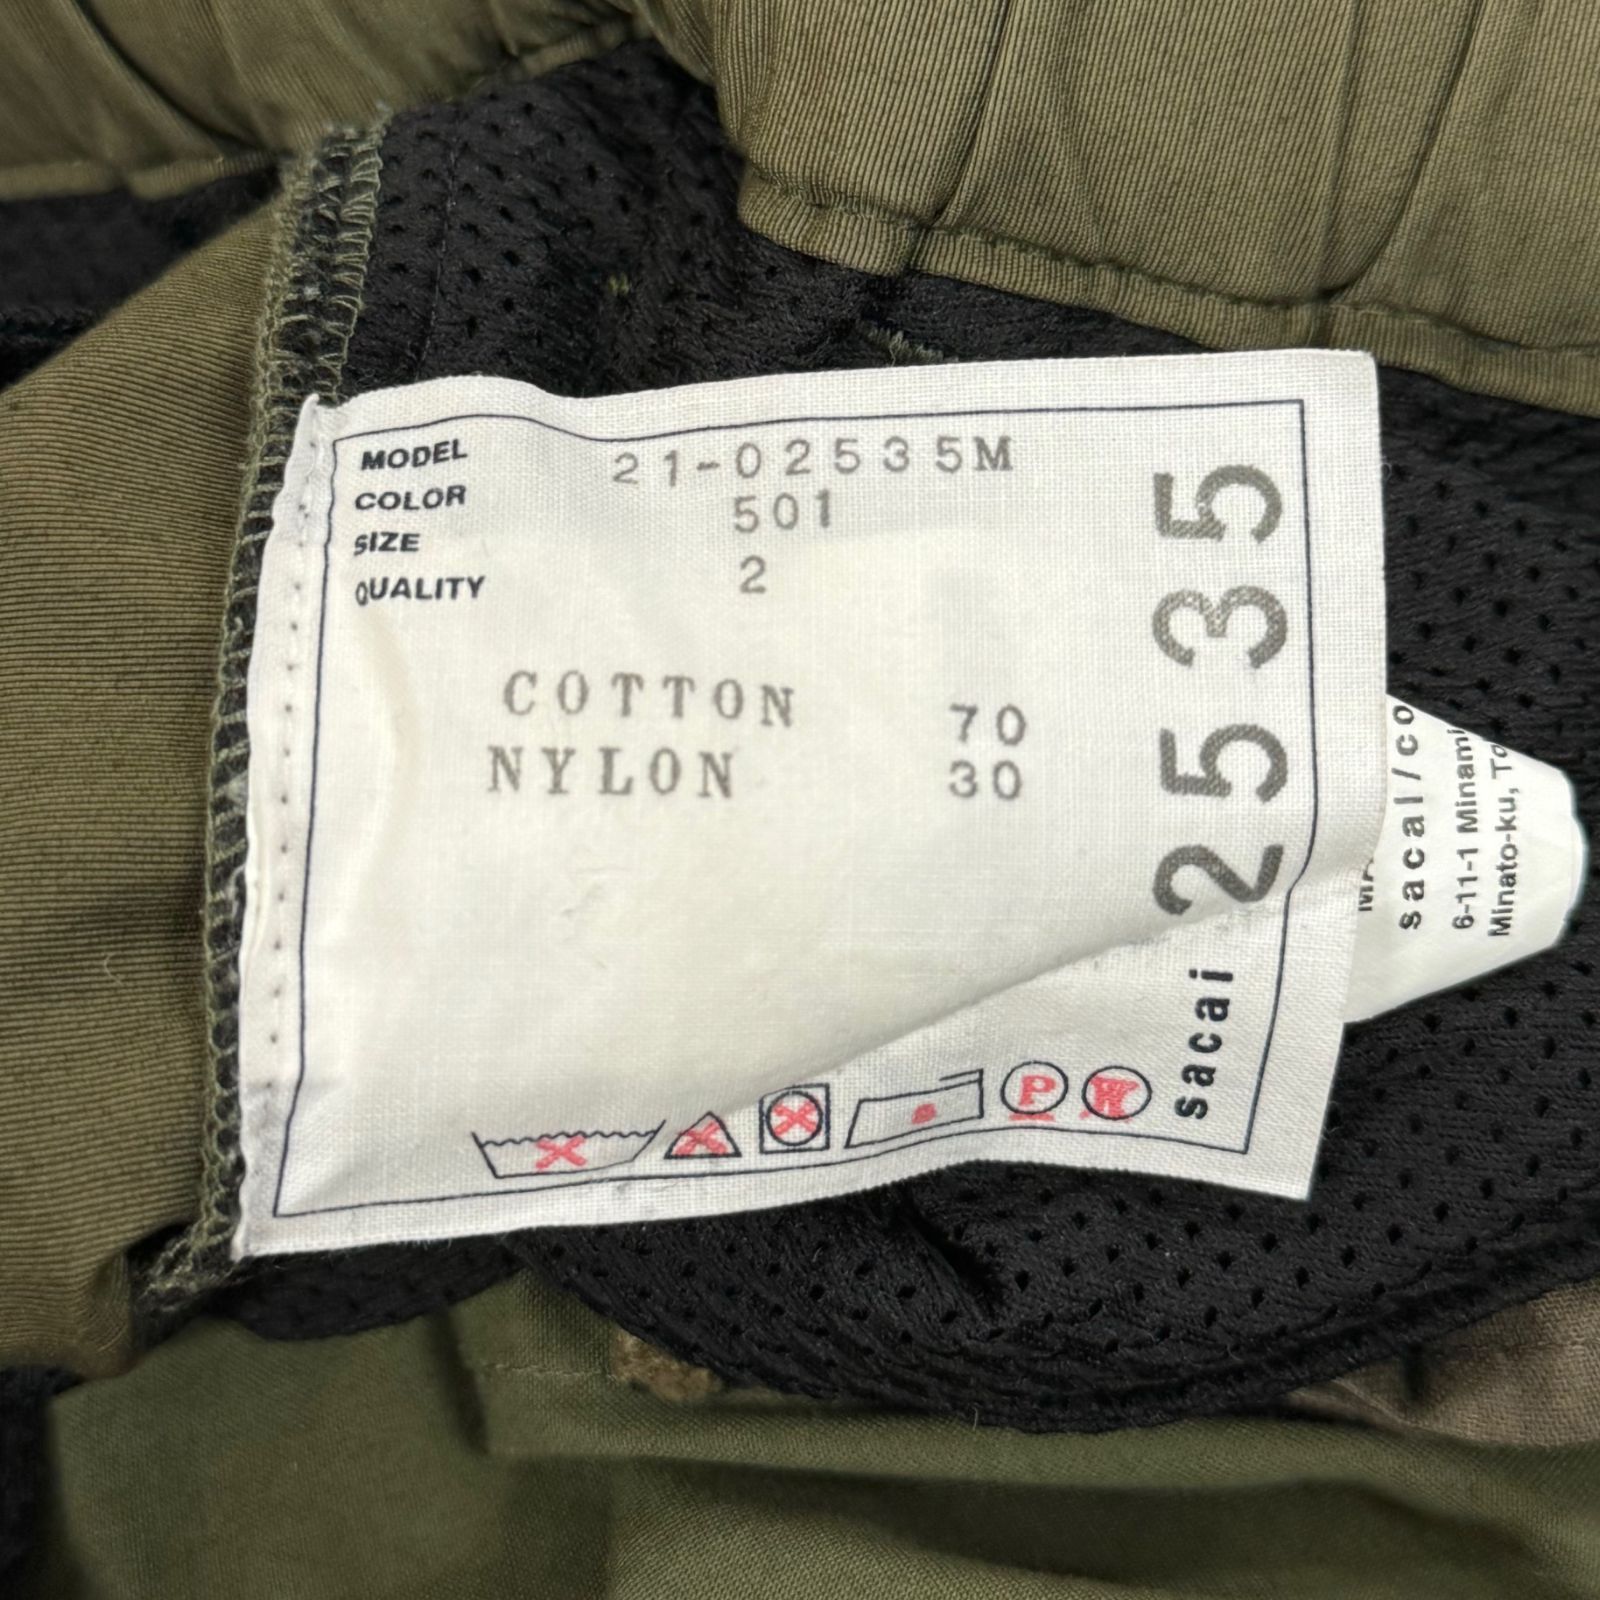 MODEL 21-02535M
COLOR 501
SIZE 2
QUALITY
COTTON 70
NYLON 30
sacai 2535
P
W
sacai/co
6-11-1 Minami
Minato-ku, To